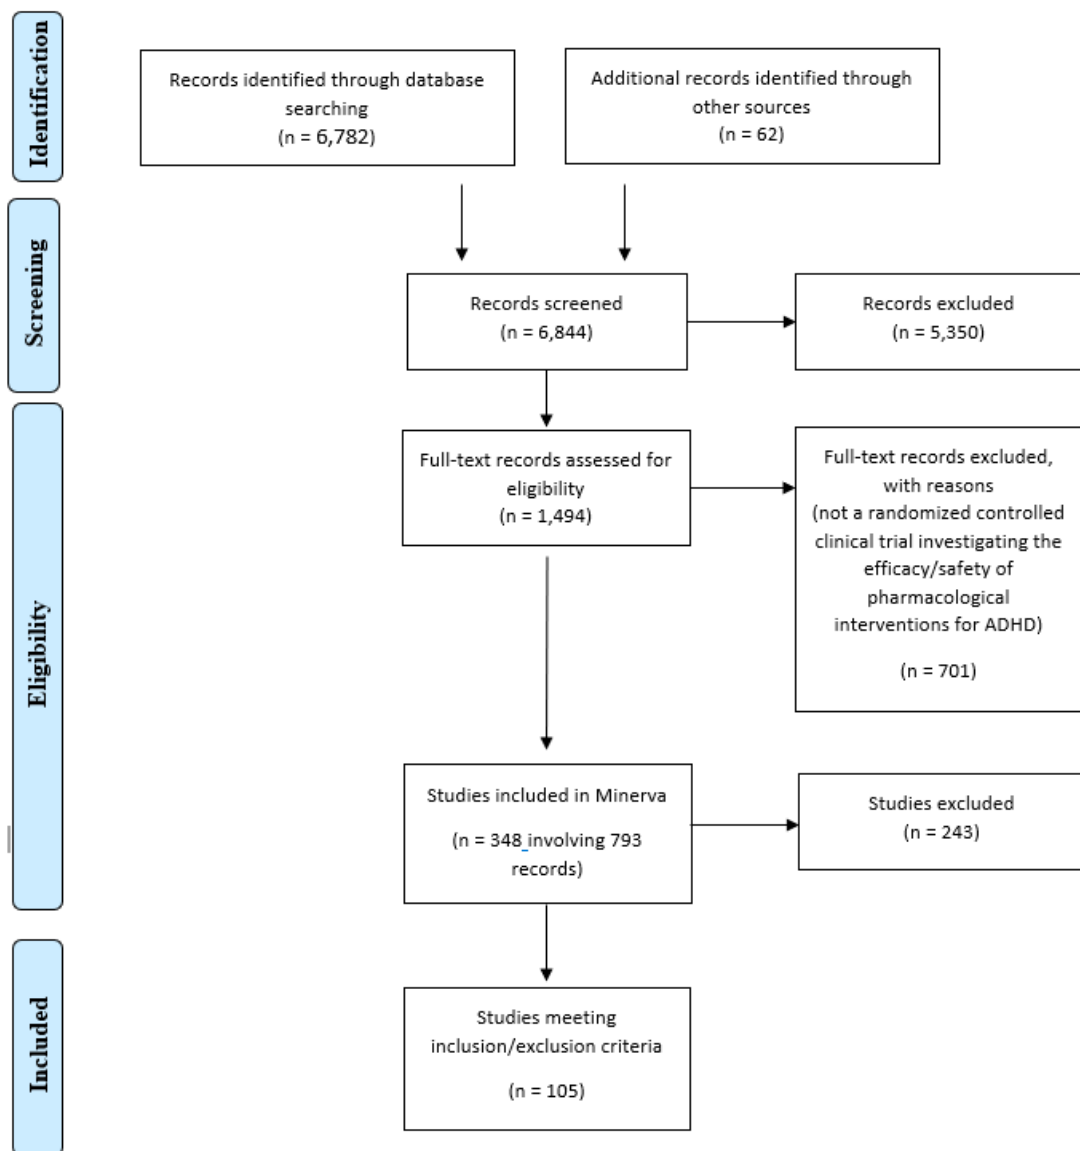 Identification
Records identified through database
searching
(n = 6,782)
Additional records identified through
other sources
(n = 62)
Screening
Records screened
(n = 6,844)
Records excluded
(n = 5,350)
Eligibility
Full-text records assessed for
eligibility
(n = 1,494)
Full-text records excluded,
with reasons
(not a randomized controlled
clinical trial investigating the
efficacy/safety of
pharmacological
interventions for ADHD)
(n = 701)
Studies included in Minerva
(n = 348 involving 793
records)
Studies excluded
(n = 243)
Included
Studies meeting
inclusion/exclusion criteria
(n = 105)